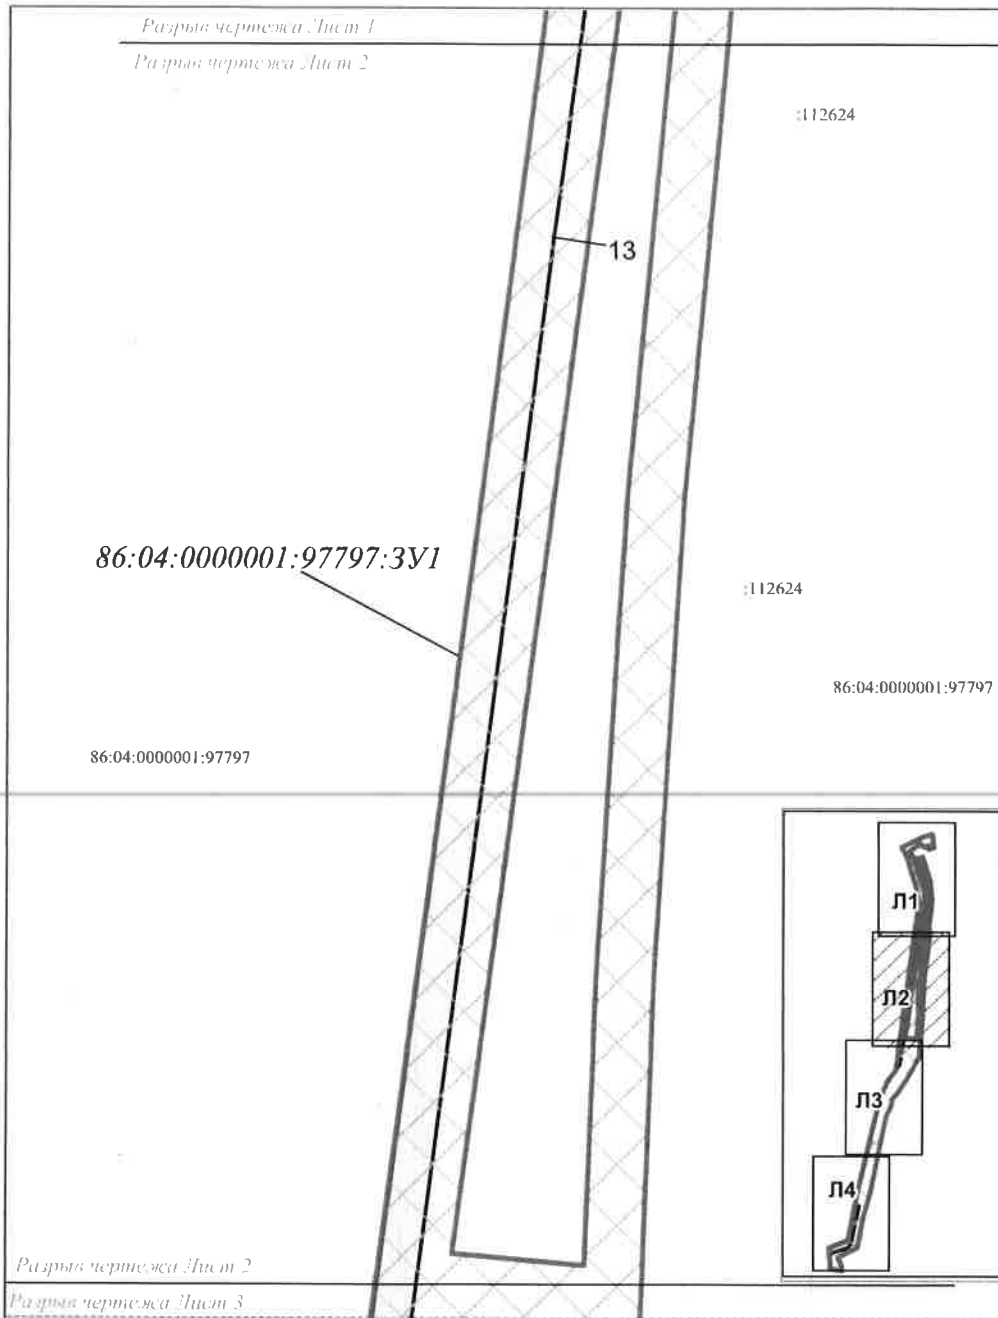 Разрыв чертежа Лист 1
Разрыв чертежа Лист 2
:112624
13
86:04:0000001:97797:ЗУ1
:112624
86:04:0000001:97797
86:04:0000001:97797
Л1
Л2
Л3
Л4
Разрыв чертежа Лист 2
Разрыв чертежа Лист 3